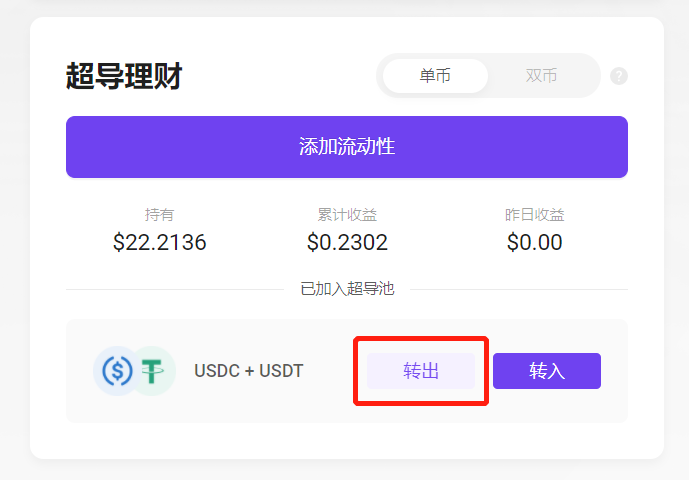 超导理财
单币 双币 ?
添加流动性
持有 累计收益 昨日收益
$22.2136 $0.2302 $0.00
已加入超导池
USDC + USDT 转出 转入